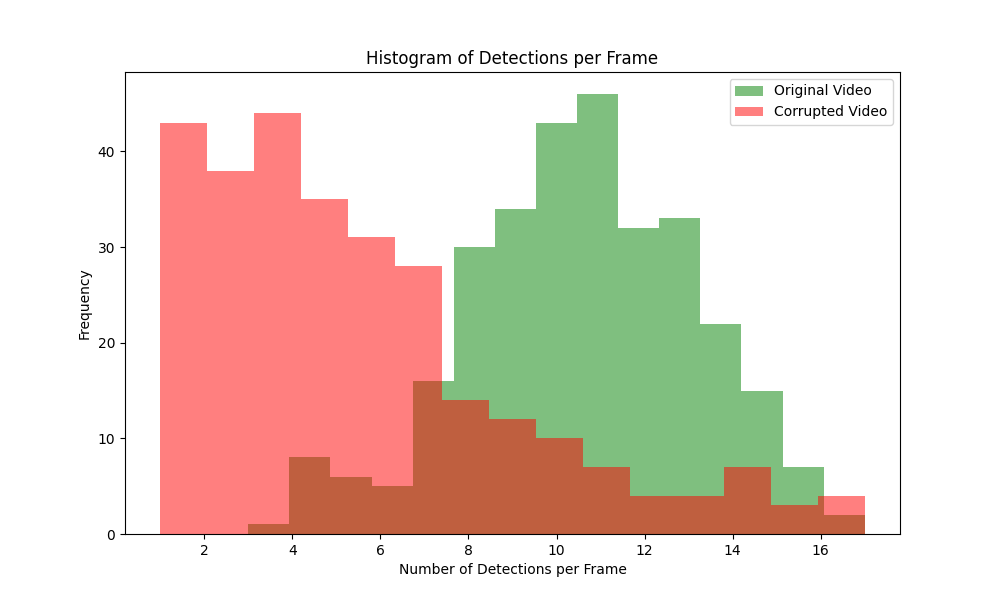 Histogram of Detections per Frame
Original Video
Corrupted Video
Frequency
40
30
20
10
0
2 4 6 8 10 12 14 16
Number of Detections per Frame